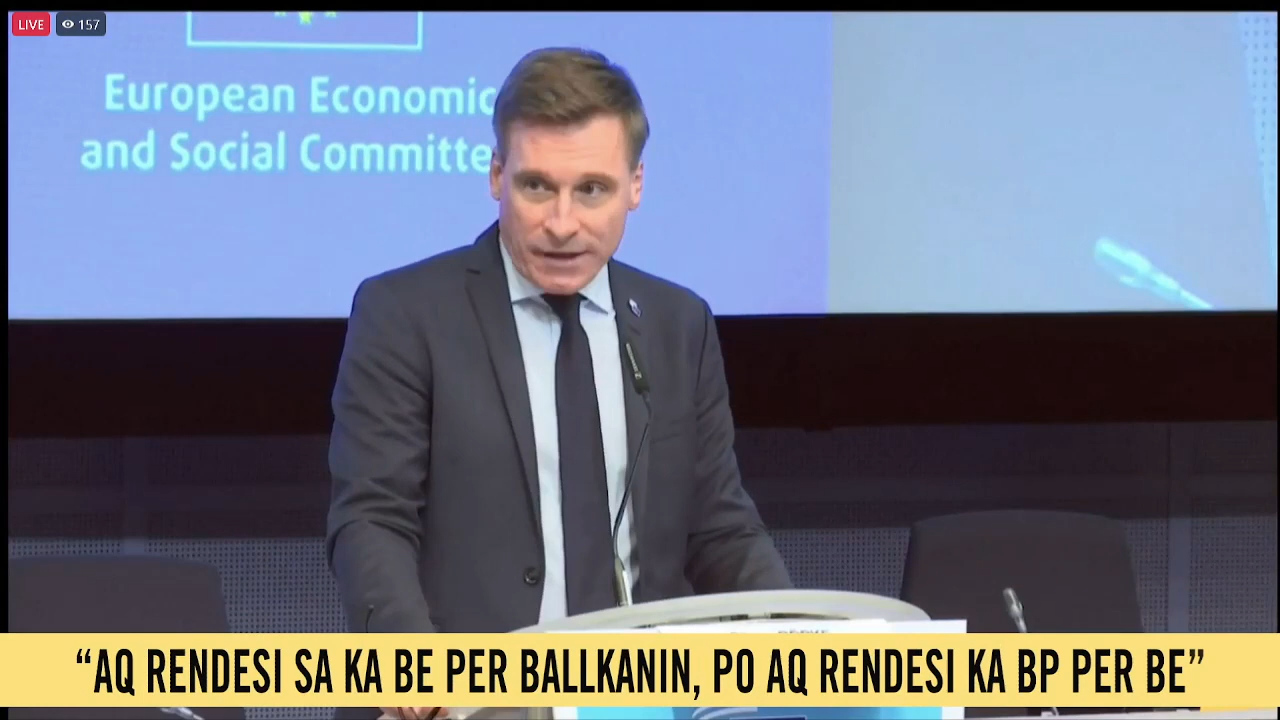 LIVE 157
European Economic
and Social Committe
“AQ RENDESI SA KA BE PER BALLKANIN, PO AQ RENDESI KA BP PER BE”